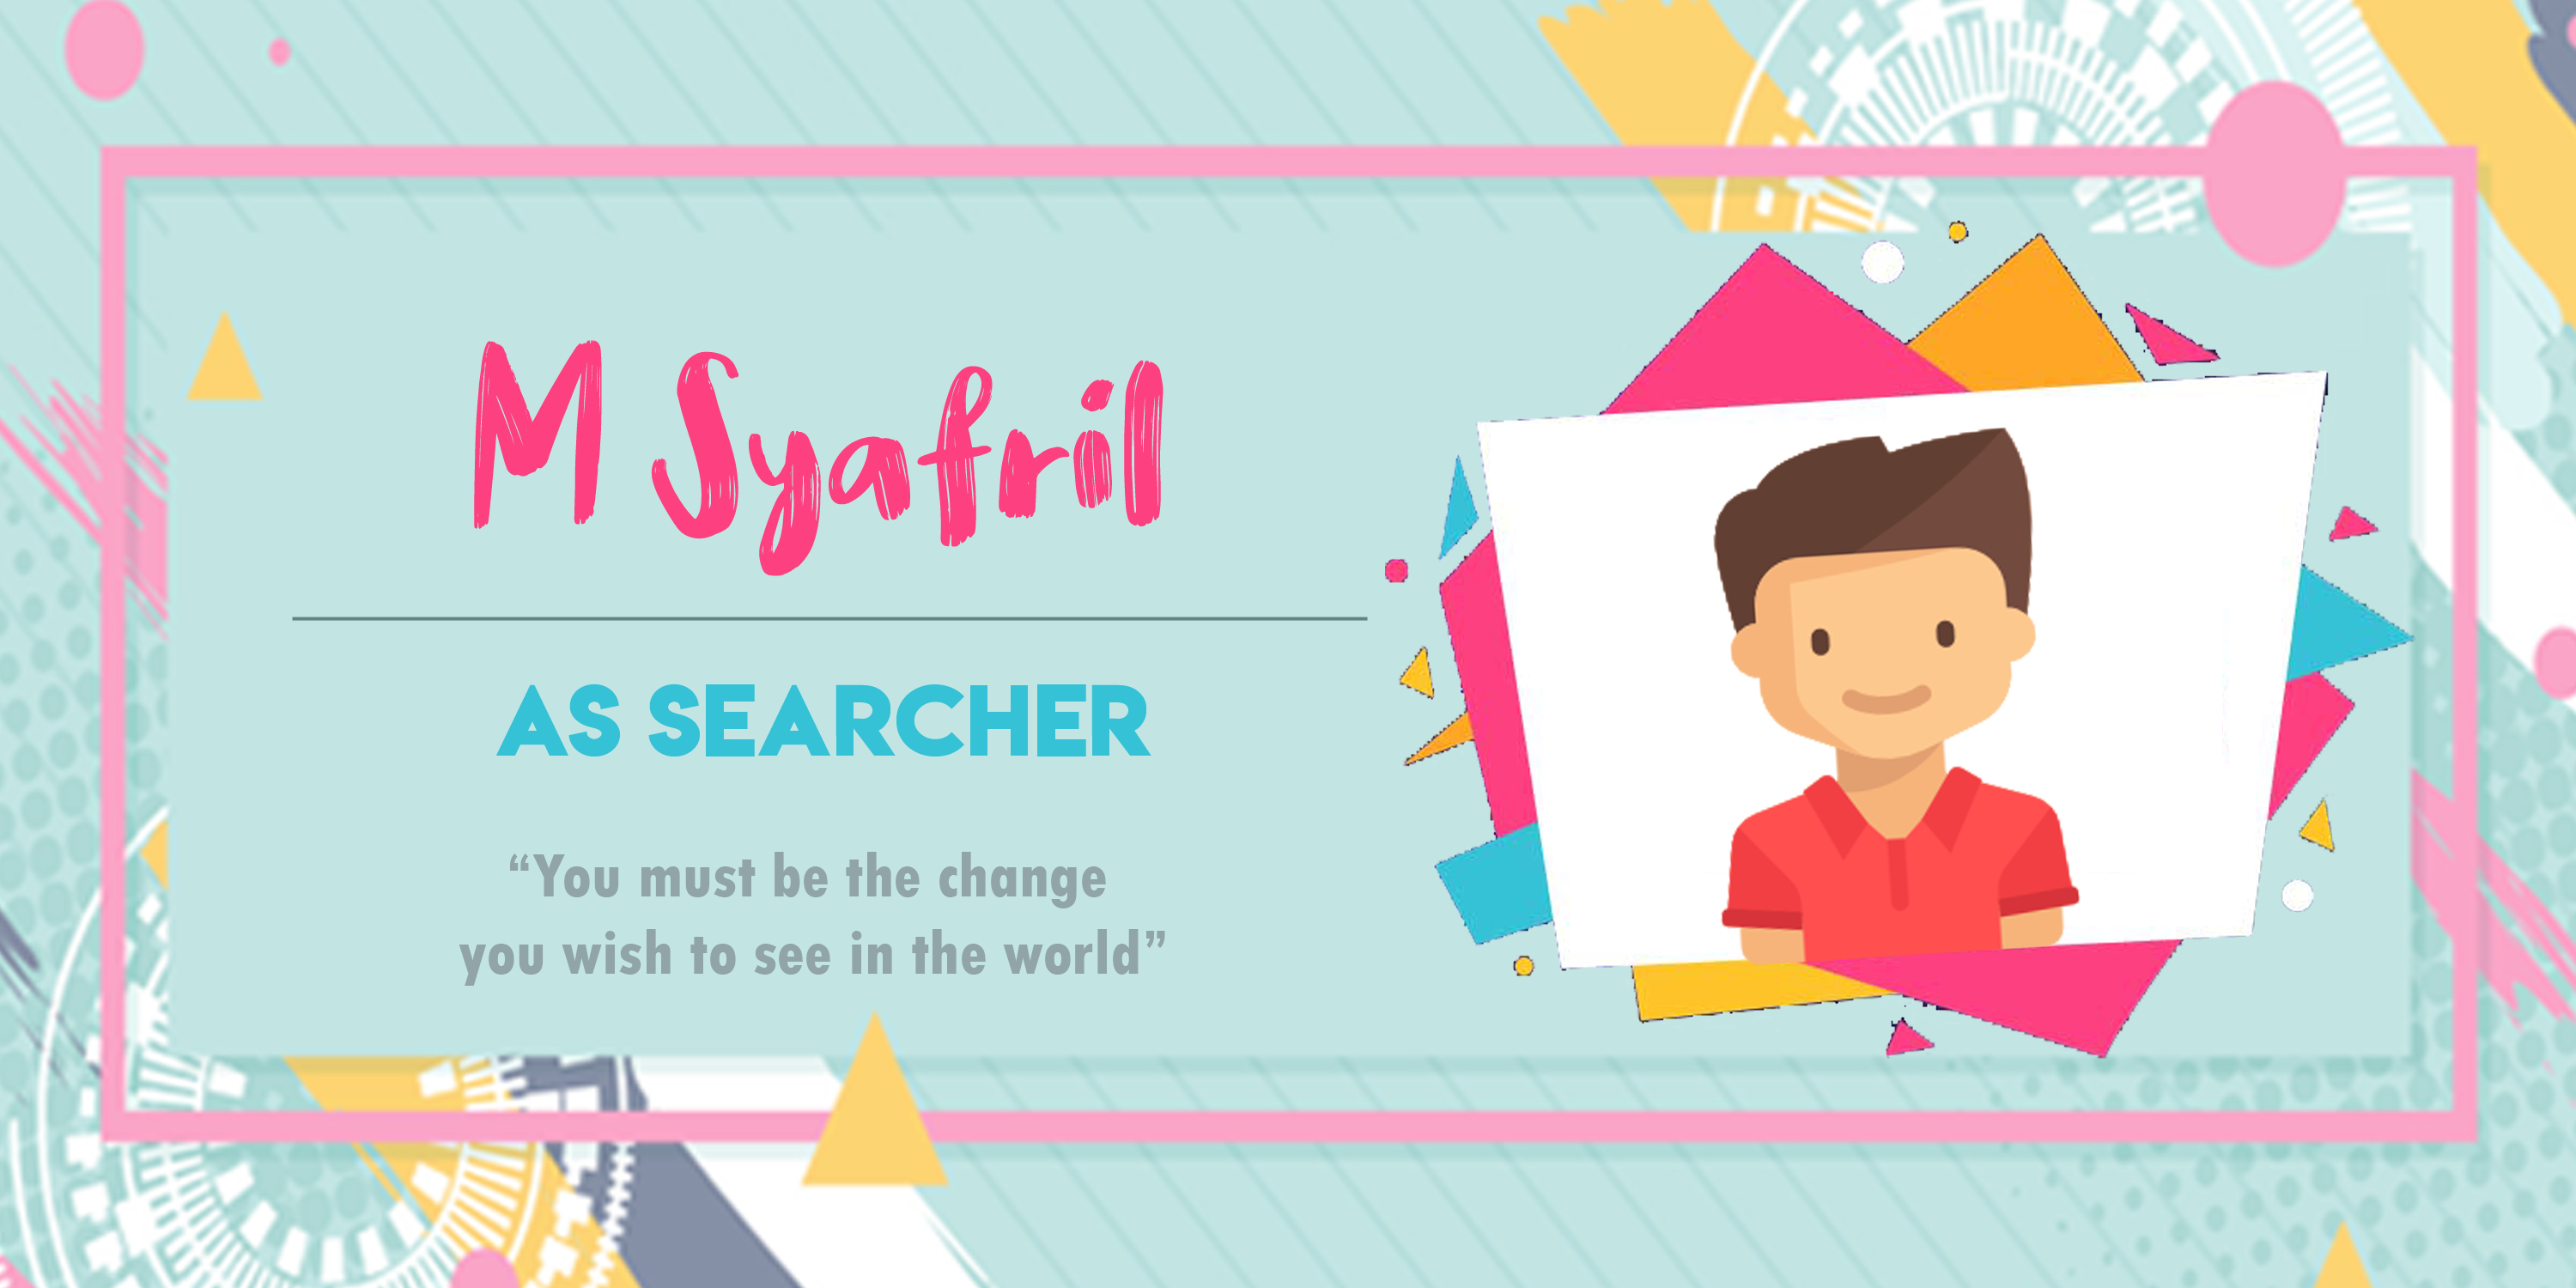 M Syafril
AS SEARCHER
“You must be the change
you wish to see in the world”